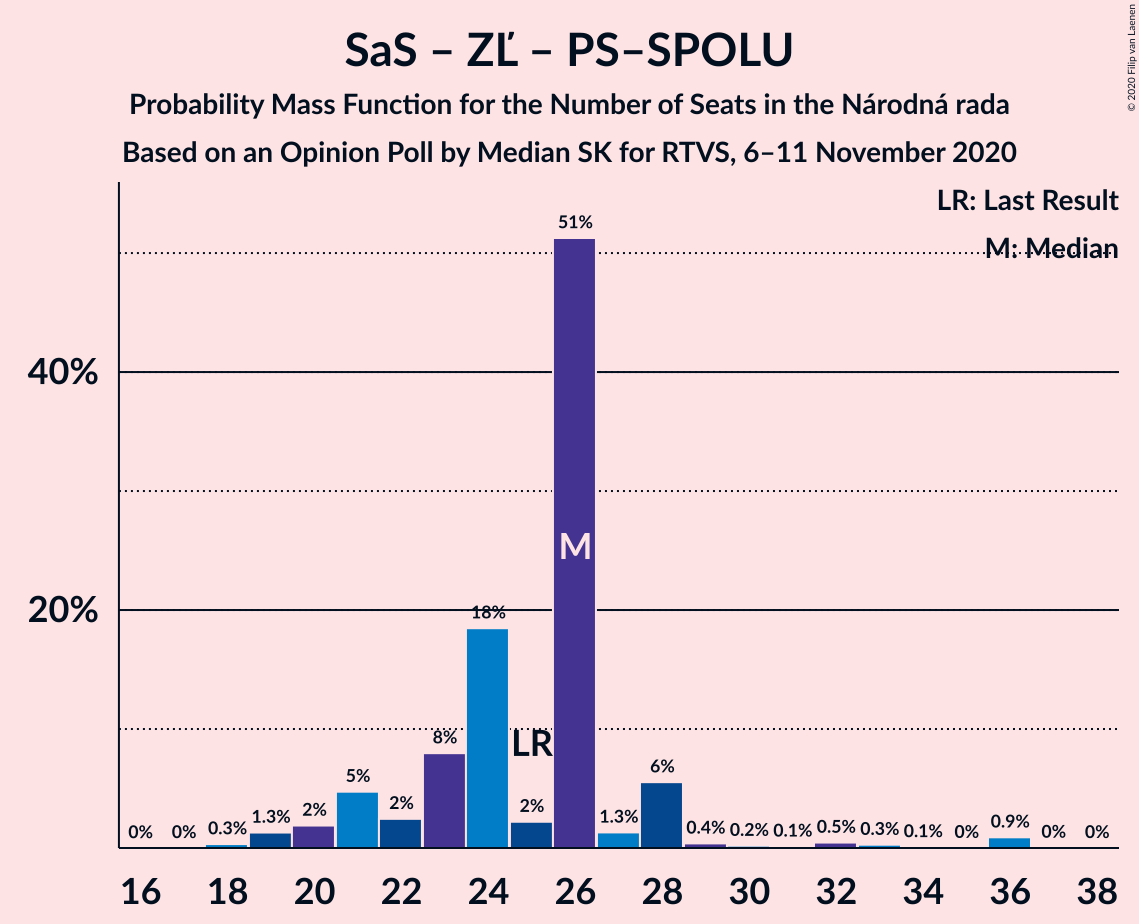 SaS – ZĽ – PS–SPOLU
Probability Mass Function for the Number of Seats in the Národná rada
Based on an Opinion Poll by Median SK for RTVS, 6–11 November 2020
© 2020 Filip van Laenen
LR: Last Result
M: Median
40%
20%
0%
0%
0.3%
1.3%
2%
5%
2%
8%
18%
2%
51%
1.3%
6%
0.4%
0.2%
0.1%
0.5%
0.3%
0.1%
0%
0.9%
0%
0%
LR
M
16 18 20 22 24 26 28 30 32 34 36 38